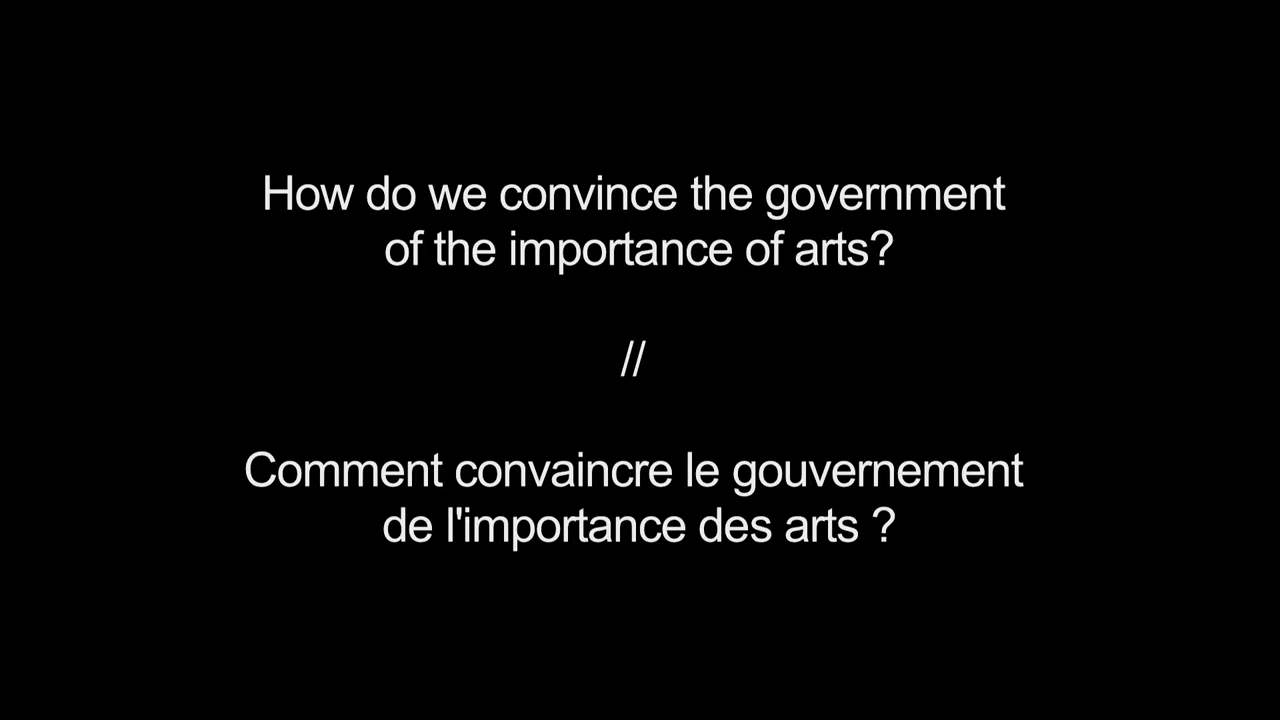 How do we convince the government
of the importance of arts?
//
Comment convaincre le gouvernement
de l'importance des arts ?